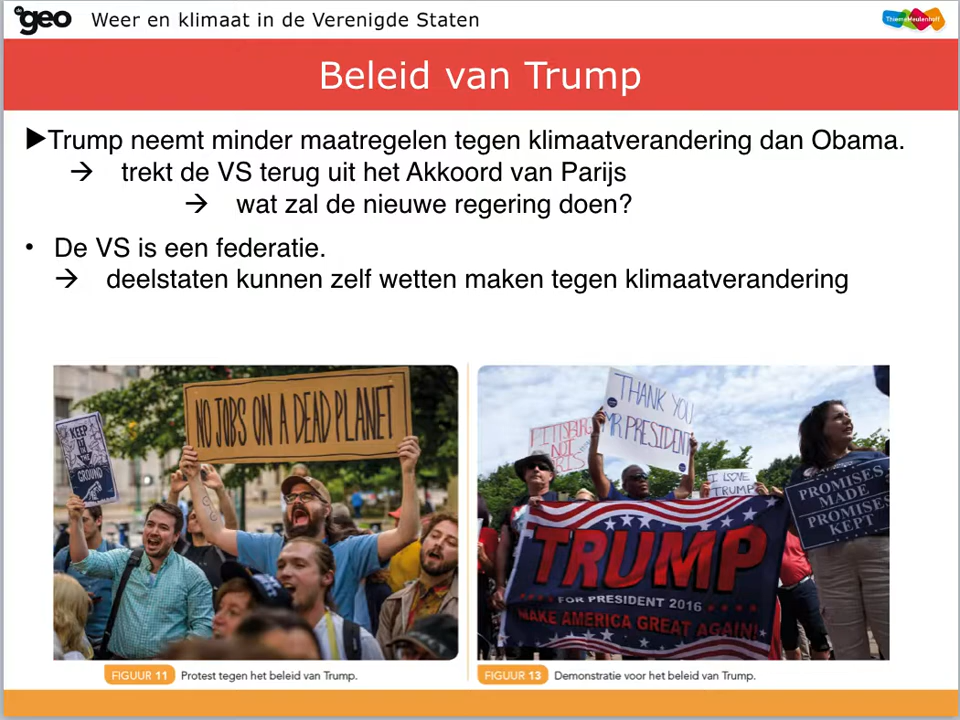 de geo Weer en klimaat in de Verenigde Staten
ThiemeMeulenhoff
Beleid van Trump
▶Trump neemt minder maatregelen tegen klimaatverandering dan Obama.
→ trekt de VS terug uit het Akkoord van Parijs
→ wat zal de nieuwe regering doen?
• De VS is een federatie.
→ deelstaten kunnen zelf wetten maken tegen klimaatverandering
KEEP
IT
IN THE
GROUND
NO JOBS ON A DEAD PLANET
THANK YOU
MR PRESIDENT
PITTSBURGH
NOT
PARIS
I LOVE
TRUMP
PROMISES
MADE
PROMISES
KEPT
TRUMP
FOR PRESIDENT 2016
MAKE AMERICA GREAT AGAIN!
FIGUUR 11 Protest tegen het beleid van Trump.
FIGUUR 13 Demonstratie voor het beleid van Trump.